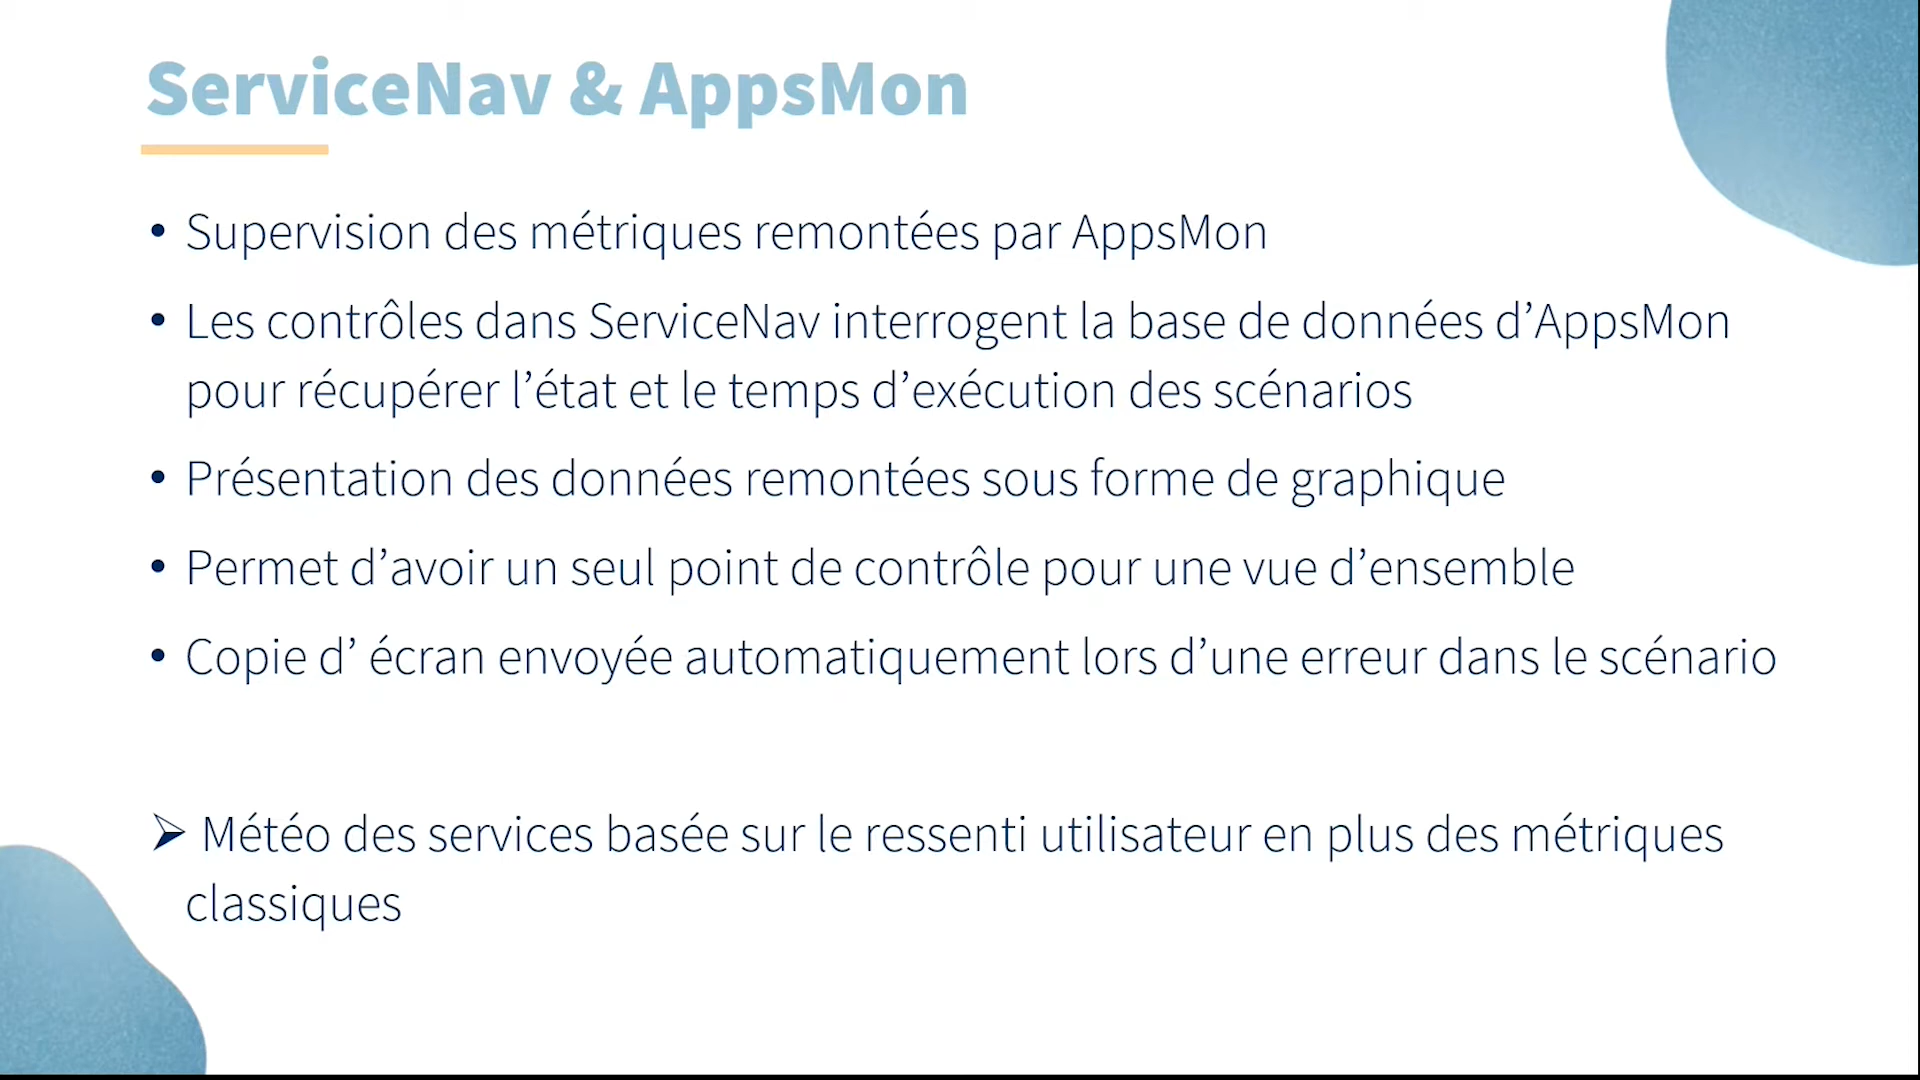 ServiceNav & AppsMon
• Supervision des métriques remontées par AppsMon
• Les contrôles dans ServiceNav interrogent la base de données d’AppsMon
pour récupérer l’état et le temps d’exécution des scénarios
• Présentation des données remontées sous forme de graphique
• Permet d’avoir un seul point de contrôle pour une vue d’ensemble
• Copie d’ écran envoyée automatiquement lors d’une erreur dans le scénario
➢ Météo des services basée sur le ressenti utilisateur en plus des métriques
classiques